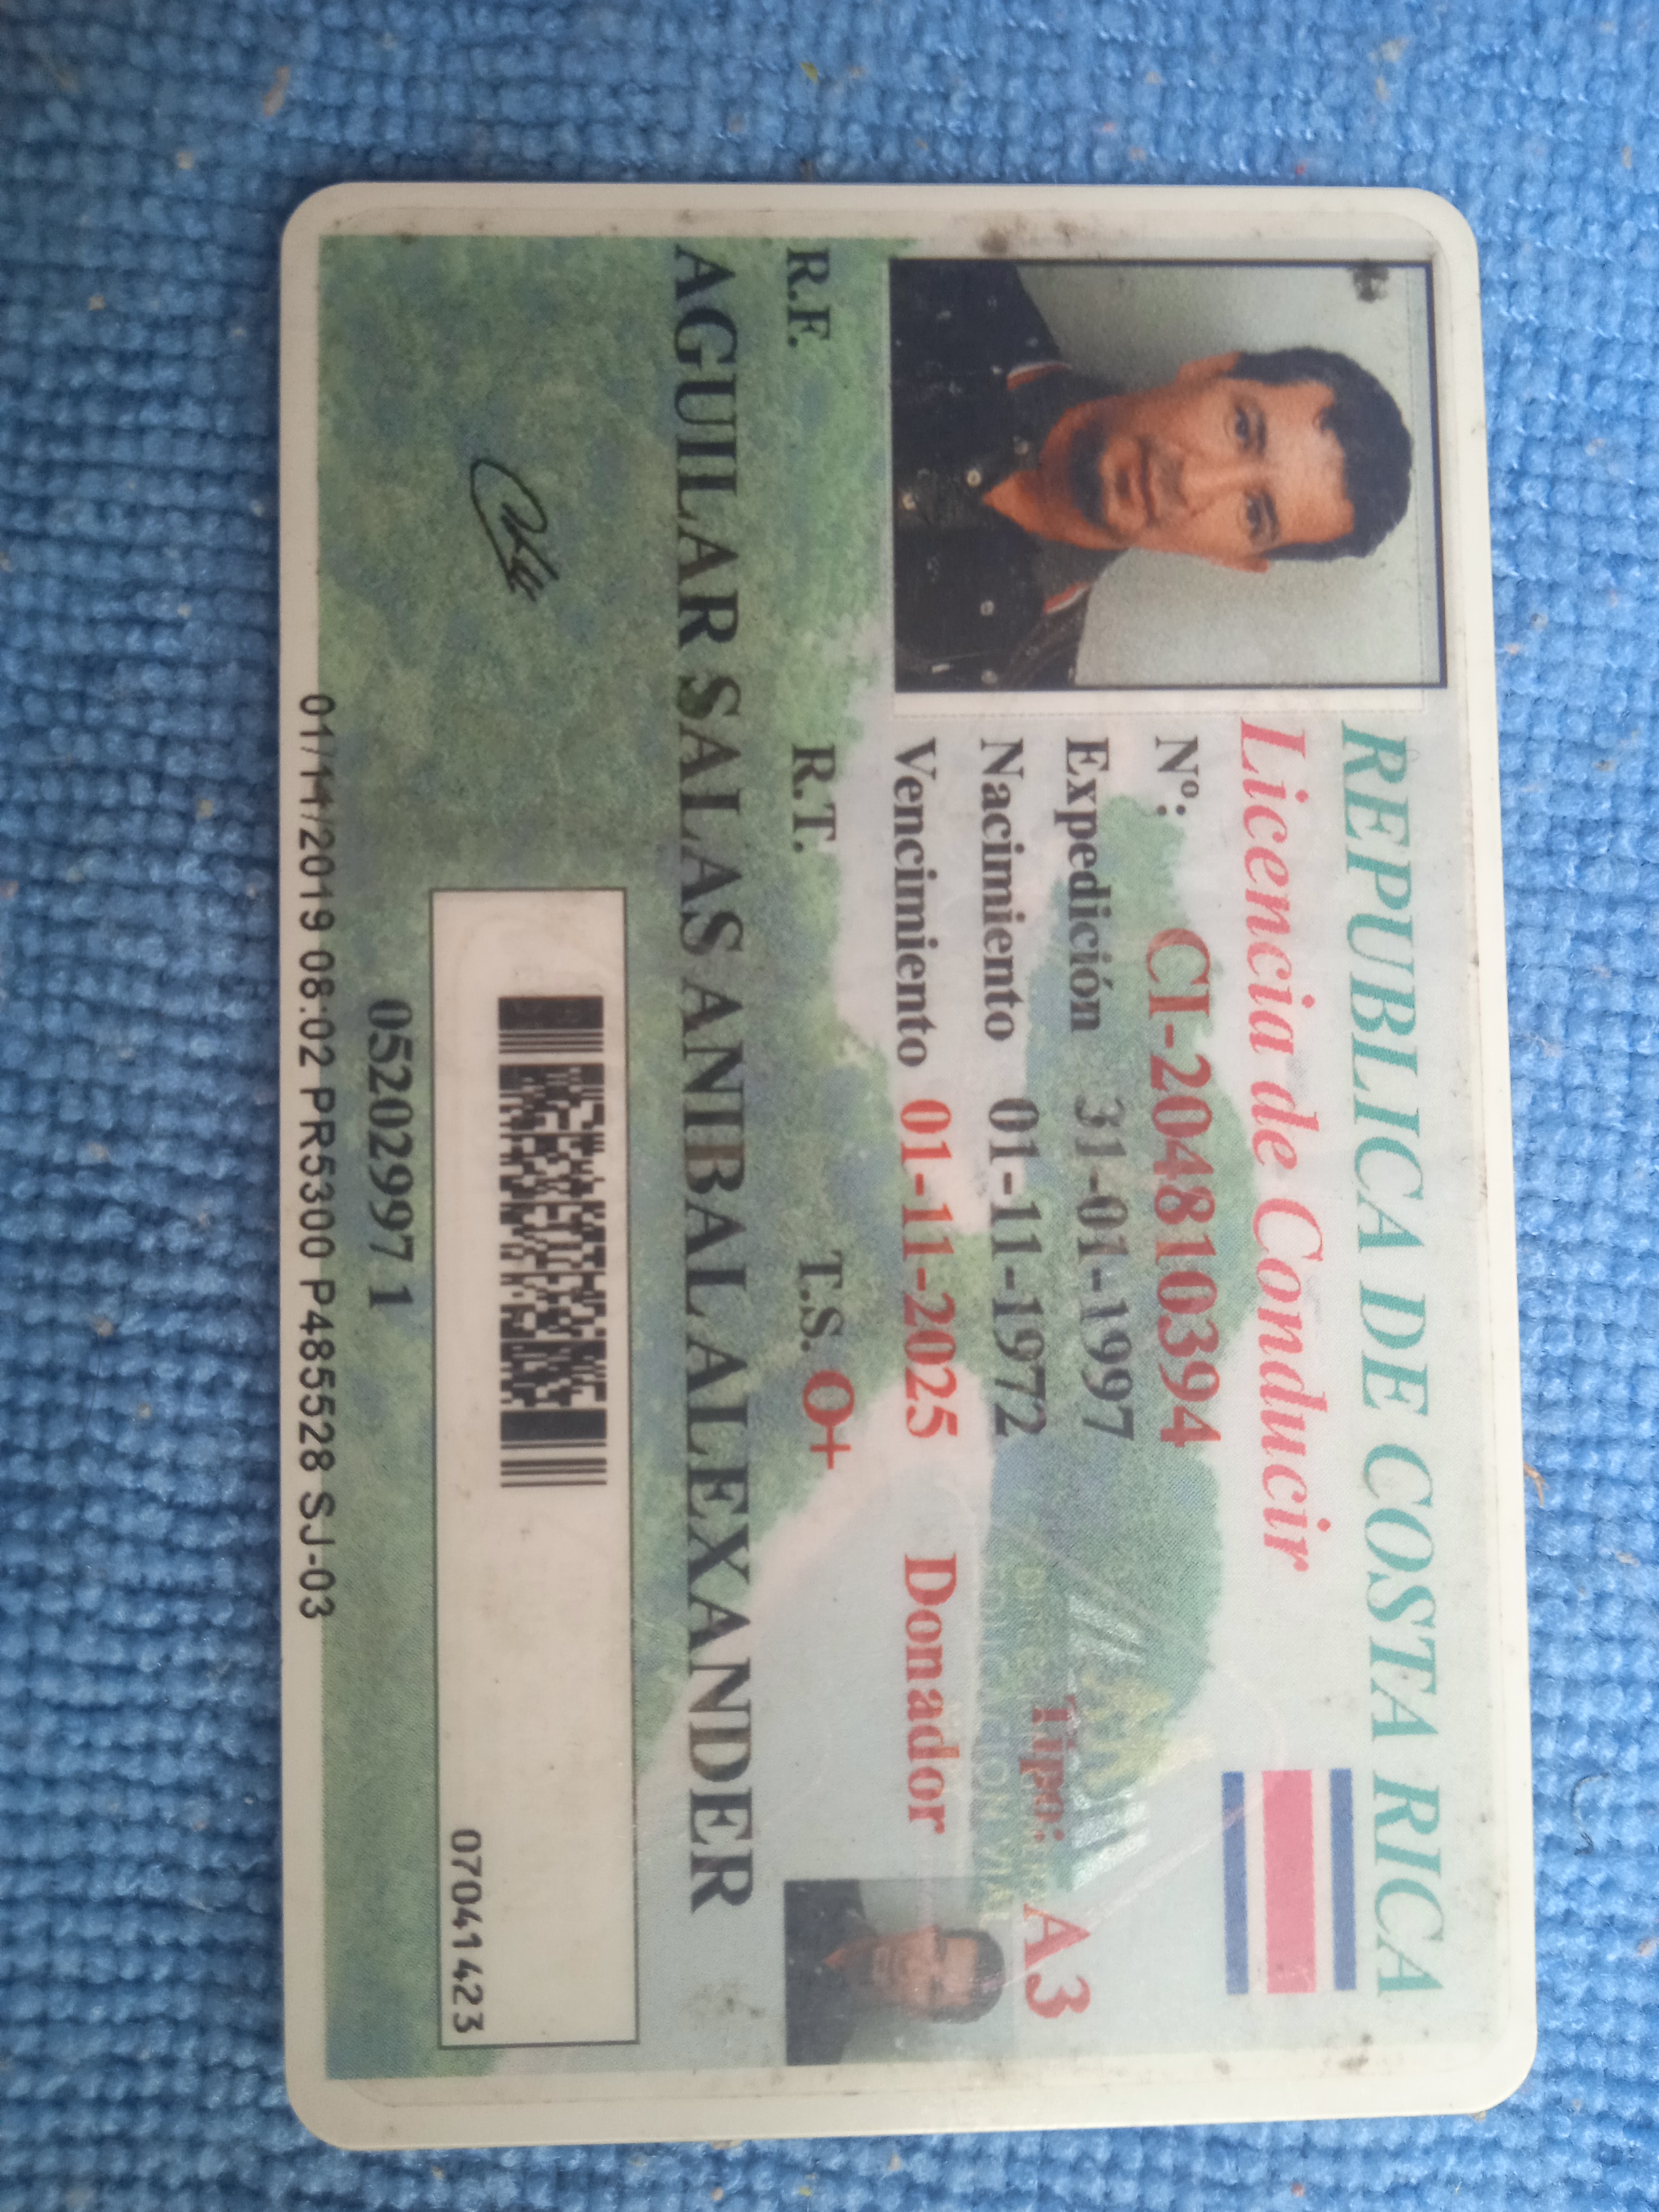 REPUBLICA DE COSTA RICA
Licencia de Conducir
Nº: CI-204810394
Expedición 31-01-1997
Tipo: A3
Nacimiento 01-11-1972
Vencimiento 01-11-2025 Donador
R.F. R.T. T.S. O+
AGUILAR SALAS ANIBAL ALEXANDER
07041423
05202997 1
01/11/2019 08:02 PR5300 P485528 SJ-03